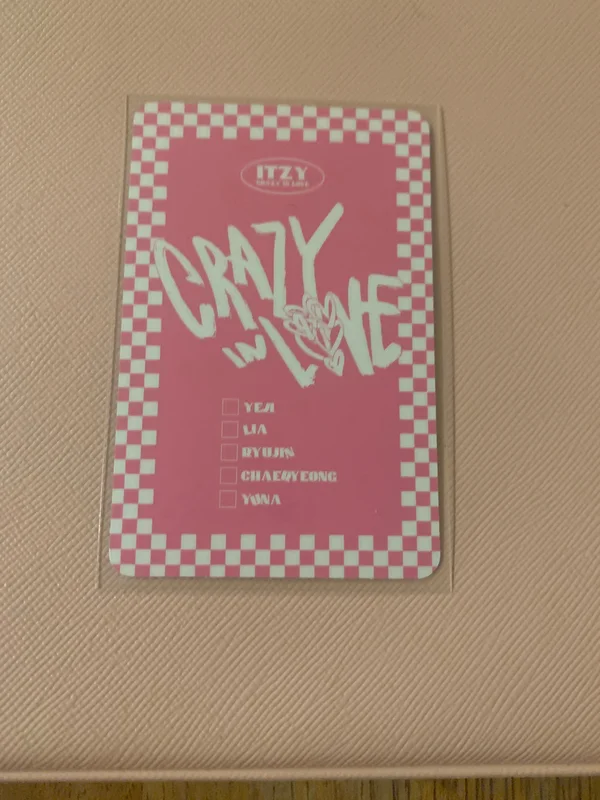 ITZY
CRAZY IN LOVE
CRAZY
IN LOVE
YEJI
LIA
RYUJIN
CHAERYEONG
YUNA